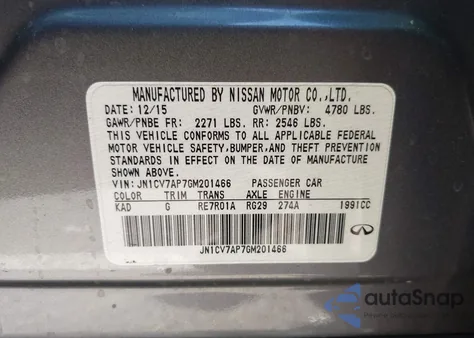 MANUFACTURED BY NISSAN MOTOR CO.,LTD.
DATE: 12/15 GVWR/PNBV: 4780 LBS.
GAWR/PNBE FR: 2271 LBS. RR: 2546 LBS.
THIS VEHICLE CONFORMS TO ALL APPLICABLE FEDERAL
MOTOR VEHICLE SAFETY, BUMPER, AND THEFT PREVENTION
STANDARDS IN EFFECT ON THE DATE OF MANUFACTURE
SHOWN ABOVE.
VIN: JN1CV7AP7GM201466 PASSENGER CAR
COLOR TRIM TRANS AXLE ENGINE
KAD G RE7R01A RG29 274A 1991CC
JN1CV7AP7GM201466
autoSnap